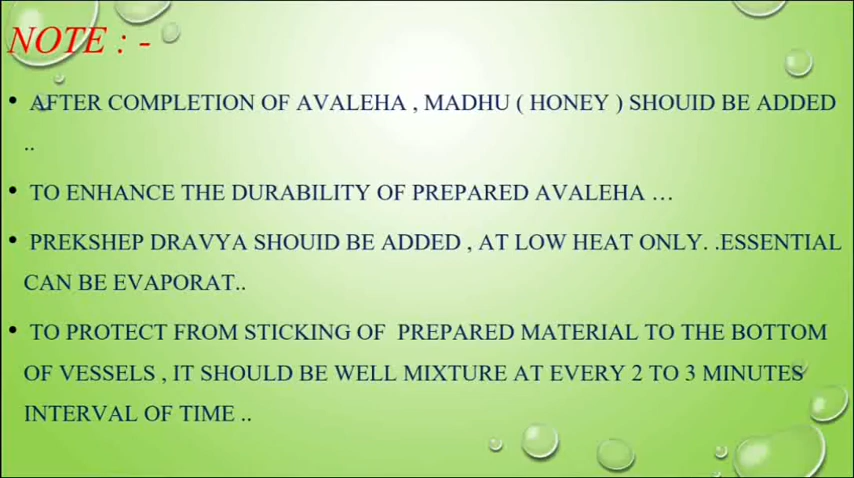 NOTE : -
• AFTER COMPLETION OF AVALEHA , MADHU ( HONEY ) SHOUID BE ADDED
..
• TO ENHANCE THE DURABILITY OF PREPARED AVALEHA …
• PREKSHEP DRAVYA SHOUID BE ADDED , AT LOW HEAT ONLY. .ESSENTIAL
CAN BE EVAPORAT..
• TO PROTECT FROM STICKING OF PREPARED MATERIAL TO THE BOTTOM
OF VESSELS , IT SHOULD BE WELL MIXTURE AT EVERY 2 TO 3 MINUTES
INTERVAL OF TIME ..